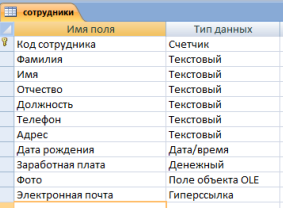 сотрудники
Имя поля Тип данных
Код сотрудника Счетчик
Фамилия Текстовый
Имя Текстовый
Отчество Текстовый
Должность Текстовый
Телефон Текстовый
Адрес Текстовый
Дата рождения Дата/время
Заработная плата Денежный
Фото Поле объекта OLE
Электронная почта Гиперссылка